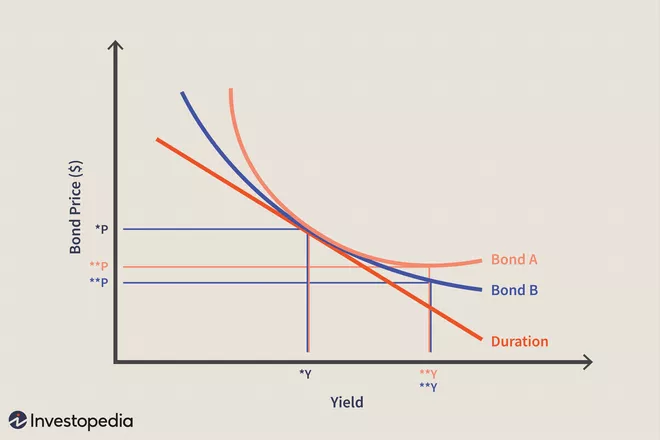 Bond Price ($)
*P
**P
**P
Bond A
Bond B
Duration
*Y
**Y
**Y
Yield
Investopedia